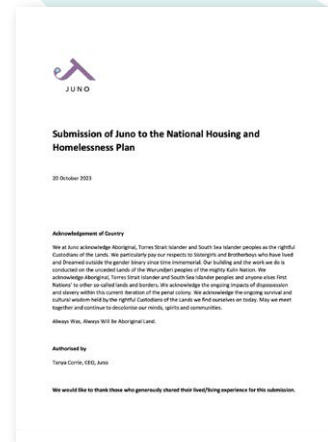 JUNO
Submission of Juno to the National Housing and
Homelessness Plan
20 October 2023
Acknowledgement of Country
We at Juno acknowledge Aboriginal, Torres Strait Islander and South Sea Islander peoples as the rightful
Custodians of the Lands. We particularly pay our respects to Sistergirls and Brotherboys who have lived
and Dreamed outside the gender binary since time immemorial. Our building and the work we do is
conducted on the unceded Lands of the Wurundjeri peoples of the mighty Kulin Nation. We
acknowledge Aboriginal, Torres Strait Islander and South Sea Islander peoples and anyone elses First
Nations' to other so-called lands and borders. We acknowledge the ongoing impacts of dispossession
and slavery within this current iteration of the penal colony. We acknowledge the ongoing survival and
cultural wisdom held by the rightful Custodians of the Lands we find ourselves on today. May we meet
together and continue to decolonise our minds, spirits and communities.
Always Was, Always Will Be Aboriginal Land.
Authorised by
Tanya Corrie, CEO, Juno
We would like to thank those who generously shared their lived/living experience for this submission.